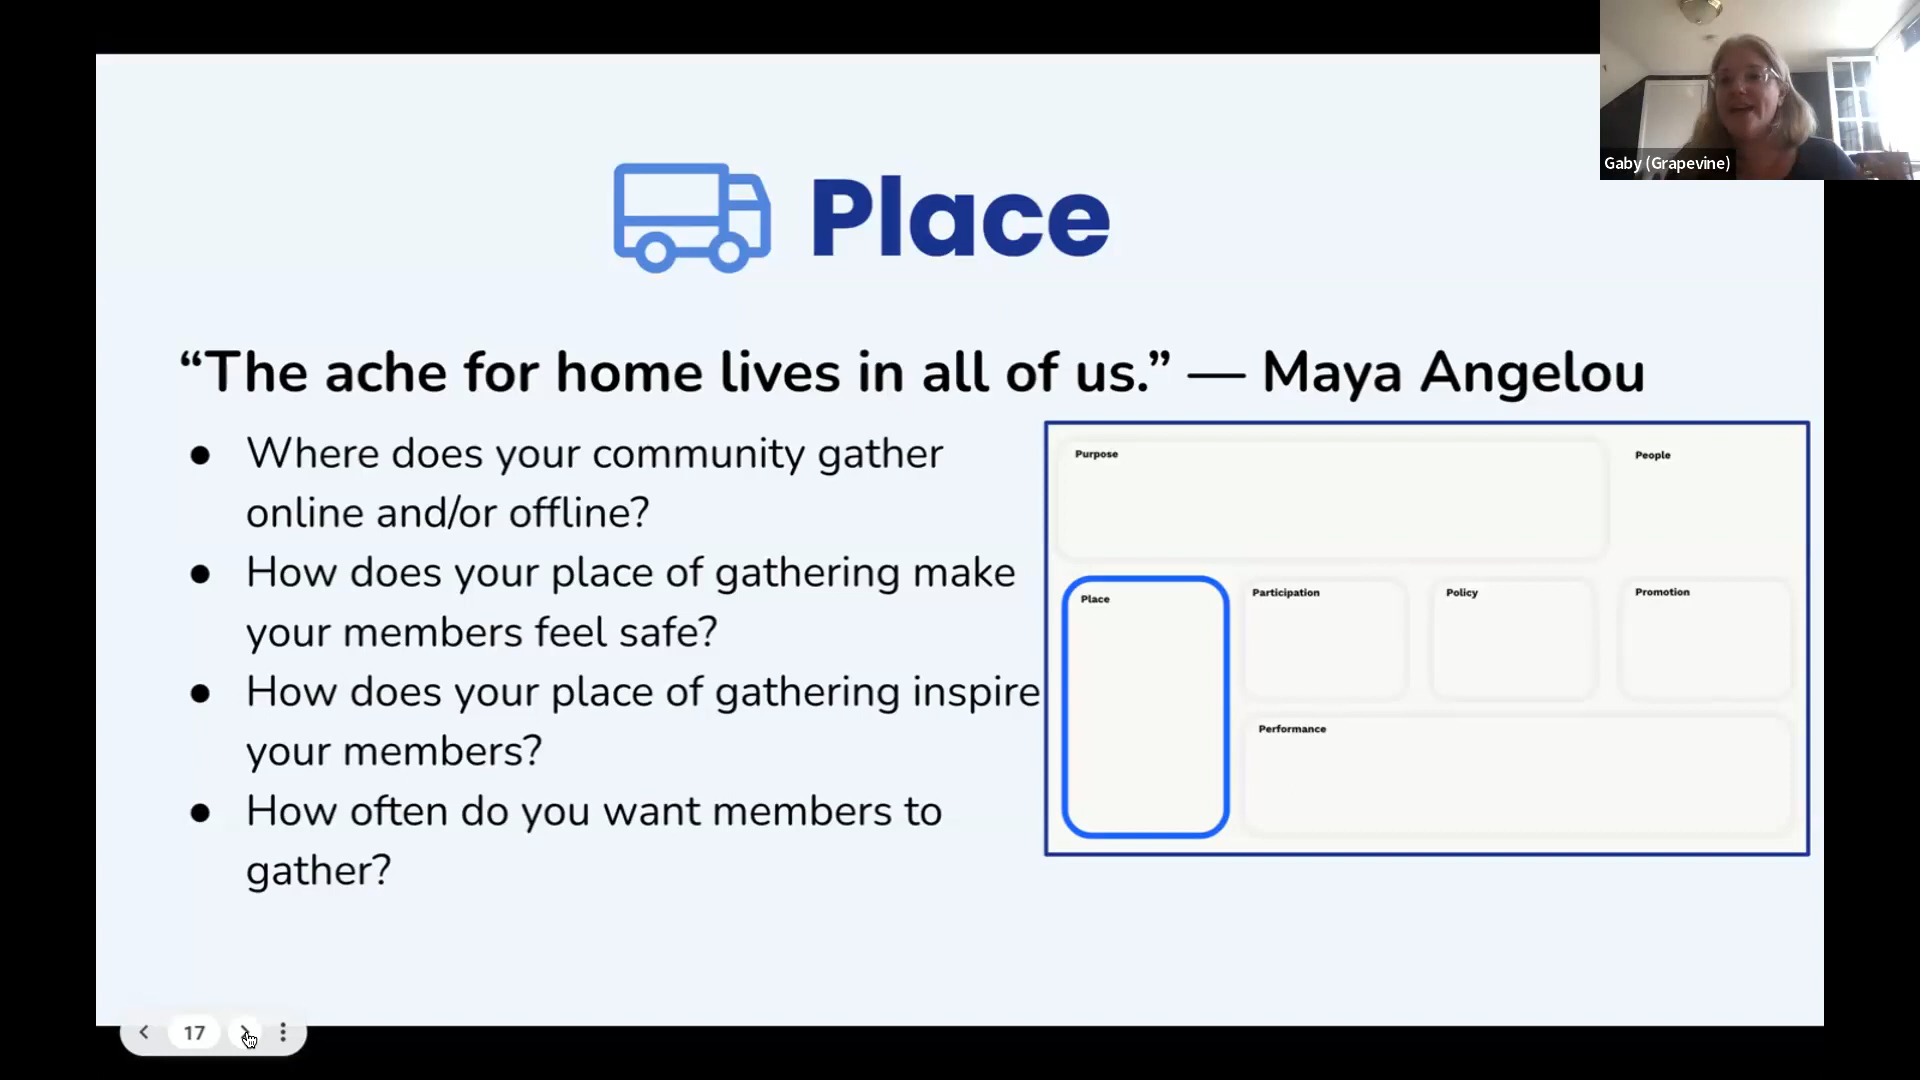 Gaby (Grapevine)
Place
“The ache for home lives in all of us.” — Maya Angelou
● Where does your community gather
online and/or offline?
● How does your place of gathering make
your members feel safe?
● How does your place of gathering inspire
your members?
● How often do you want members to
gather?
Purpose
People
Place
Participation
Policy
Promotion
Performance
17